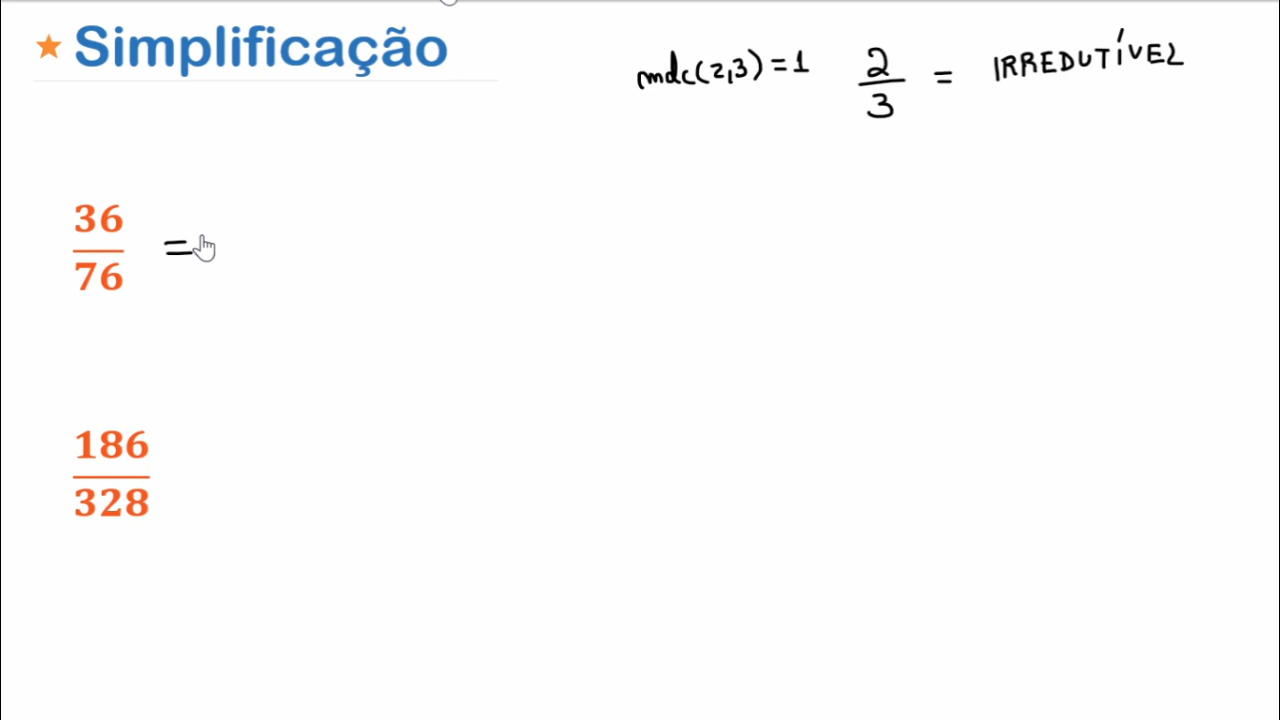 Simplificação
mdc(2,3)=1 2/3 = IRREDUTÍVEL
36/76 =
186/328